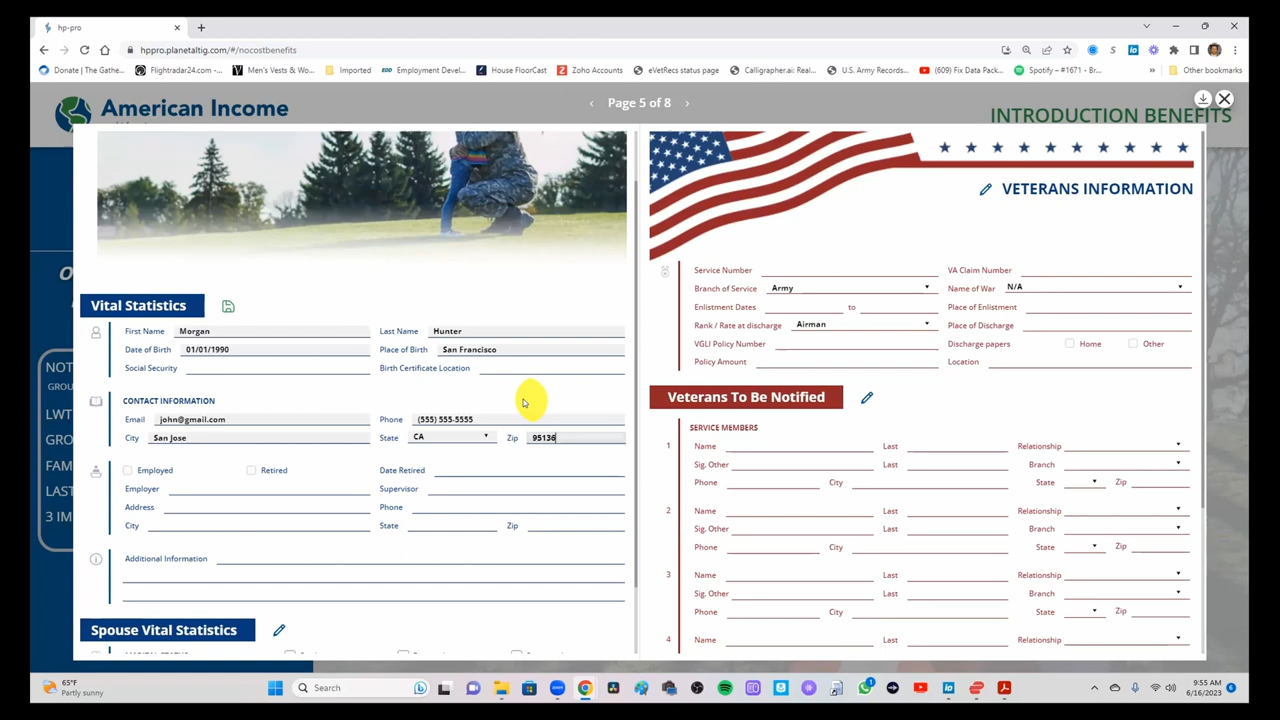 hp-pro
hppro.planetaltig.com/#/nocostbenefits
Donate | The Gathe...
Flightradar24.com -...
Men's Vests & Wo...
Imported
EDD Employment Devel...
House FloorCast
Zoho Accounts
eVetRecs status page
Calligrapher.ai: Real...
U.S. Army Records...
(609) Fix Data Pack...
Spotify – #1671 - Br...
Other bookmarks
American Income
Page 5 of 8
INTRODUCTION BENEFITS
VETERANS INFORMATION
Service Number
VA Claim Number
Branch of Service Army
Name of War N/A
Enlistment Dates to
Place of Enlistment
Rank / Rate at discharge Airman
Place of Discharge
VGLI Policy Number
Discharge papers Home Other
Policy Amount
Location
Vital Statistics
First Name Morgan
Last Name Hunter
Date of Birth 01/01/1990
Place of Birth San Francisco
Social Security
Birth Certificate Location
CONTACT INFORMATION
Email john@gmail.com
Phone (555) 555-5555
City San Jose
State CA
Zip 95136
Employed
Retired
Date Retired
Employer
Supervisor
Address
Phone
City
State
Zip
Additional Information
Spouse Vital Statistics
Veterans To Be Notified
SERVICE MEMBERS
1 Name Last Relationship
Sig. Other Last Branch
Phone City State Zip
2 Name Last Relationship
Sig. Other Last Branch
Phone City State Zip
3 Name Last Relationship
Sig. Other Last Branch
Phone City State Zip
4 Name Last Relationship
NOT
GROU
LWT
GRO
FAM
LAST
3 IM
65°F
Partly sunny
Search
9:55 AM
6/16/2023